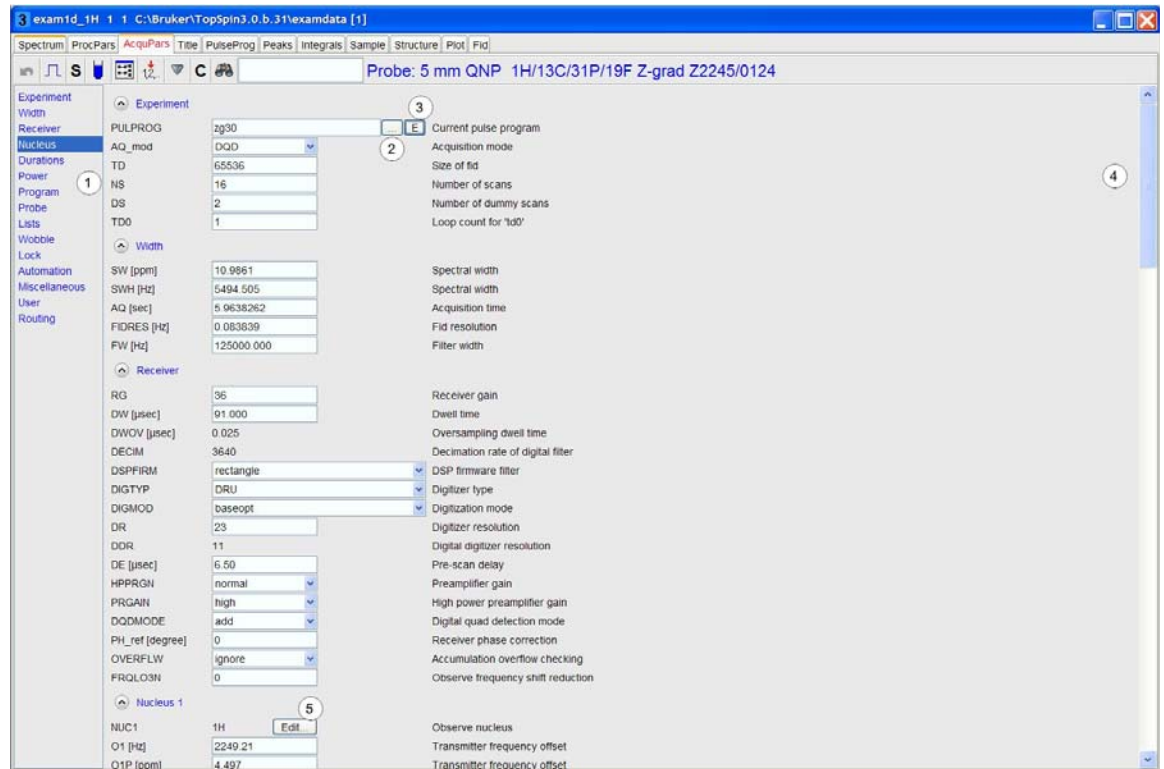 3 exam1d_1H 1 1 C:\Bruker\TopSpin3.0.b.31\examdata [1]
Spectrum ProcPars AcquPars Title PulseProg Peaks Integrals Sample Structure Plot Fid
S C Probe: 5 mm QNP 1H/13C/31P/19F Z-grad Z2245/0124
Experiment
Width
Receiver
Nucleus
Durations
Power
1
Program
Probe
Lists
Wobble
Lock
Automation
Miscellaneous
User
Routing
Experiment
3
PULPROG zg30 ... E Current pulse program
2
AQ_mod DQD Acquisition mode
TD 65536 Size of fid
4
NS 16 Number of scans
DS 2 Number of dummy scans
TD0 1 Loop count for 'td0'
Width
SW [ppm] 10.9861 Spectral width
SWH [Hz] 5494.505 Spectral width
AQ [sec] 5.9638262 Acquisition time
FIDRES [Hz] 0.083839 Fid resolution
FW [Hz] 125000.000 Filter width
Receiver
RG 36 Receiver gain
DW [µsec] 91.000 Dwell time
DWOV [µsec] 0.025 Oversampling dwell time
DECIM 3640 Decimation rate of digital filter
DSPFIRM rectangle DSP firmware filter
DIGTYP DRU Digitizer type
DIGMOD baseopt Digitization mode
DR 23 Digitizer resolution
DDR 11 Digital digitizer resolution
DE [µsec] 6.50 Pre-scan delay
HPPRGN normal Preamplifier gain
PRGAIN high High power preamplifier gain
DQDMODE add Digital quad detection mode
PH_ref [degree] 0 Receiver phase correction
OVERFLW ignore Accumulation overflow checking
FRQLO3N 0 Observe frequency shift reduction
Nucleus 1
5
NUC1 1H Edit... Observe nucleus
O1 [Hz] 2249.21 Transmitter frequency offset
O1P [ppm] 4.497 Transmitter frequency offset